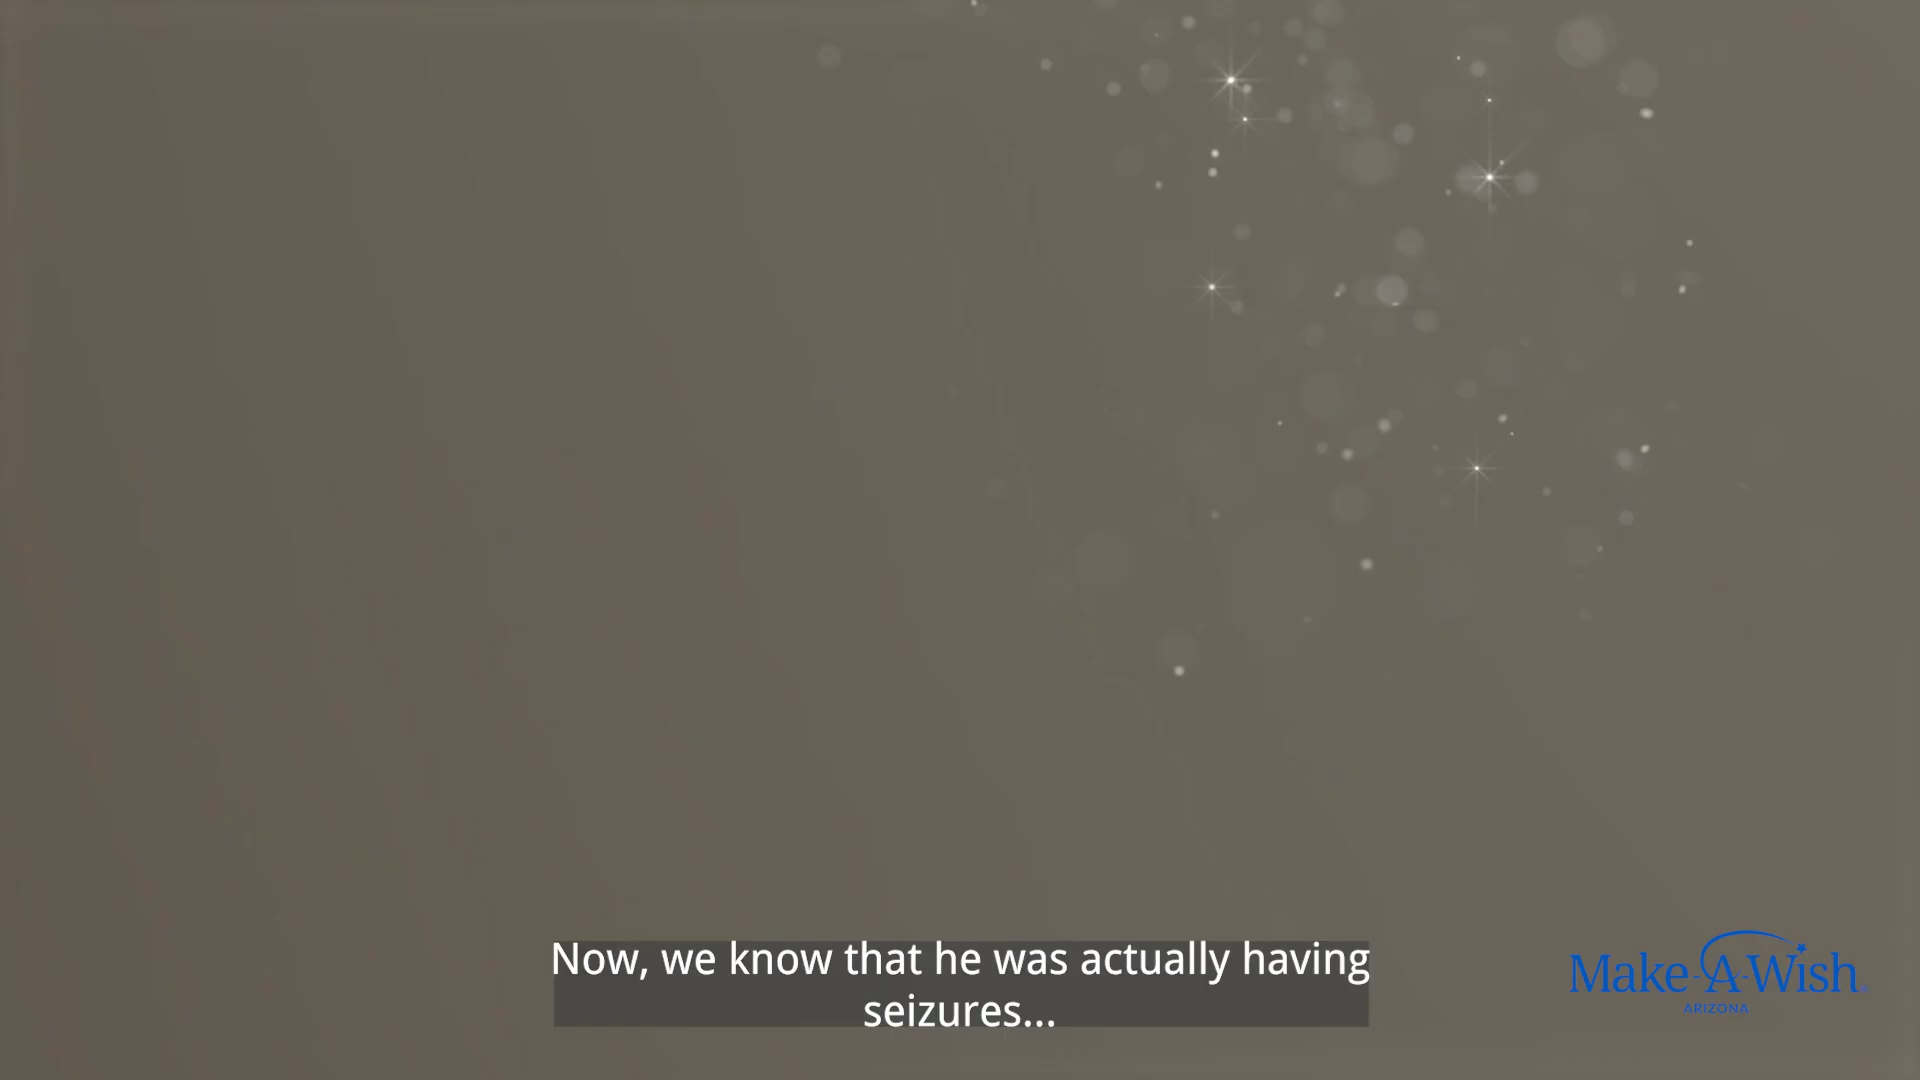 Now, we know that he was actually having
seizures...
Make-A-Wish
ARIZONA